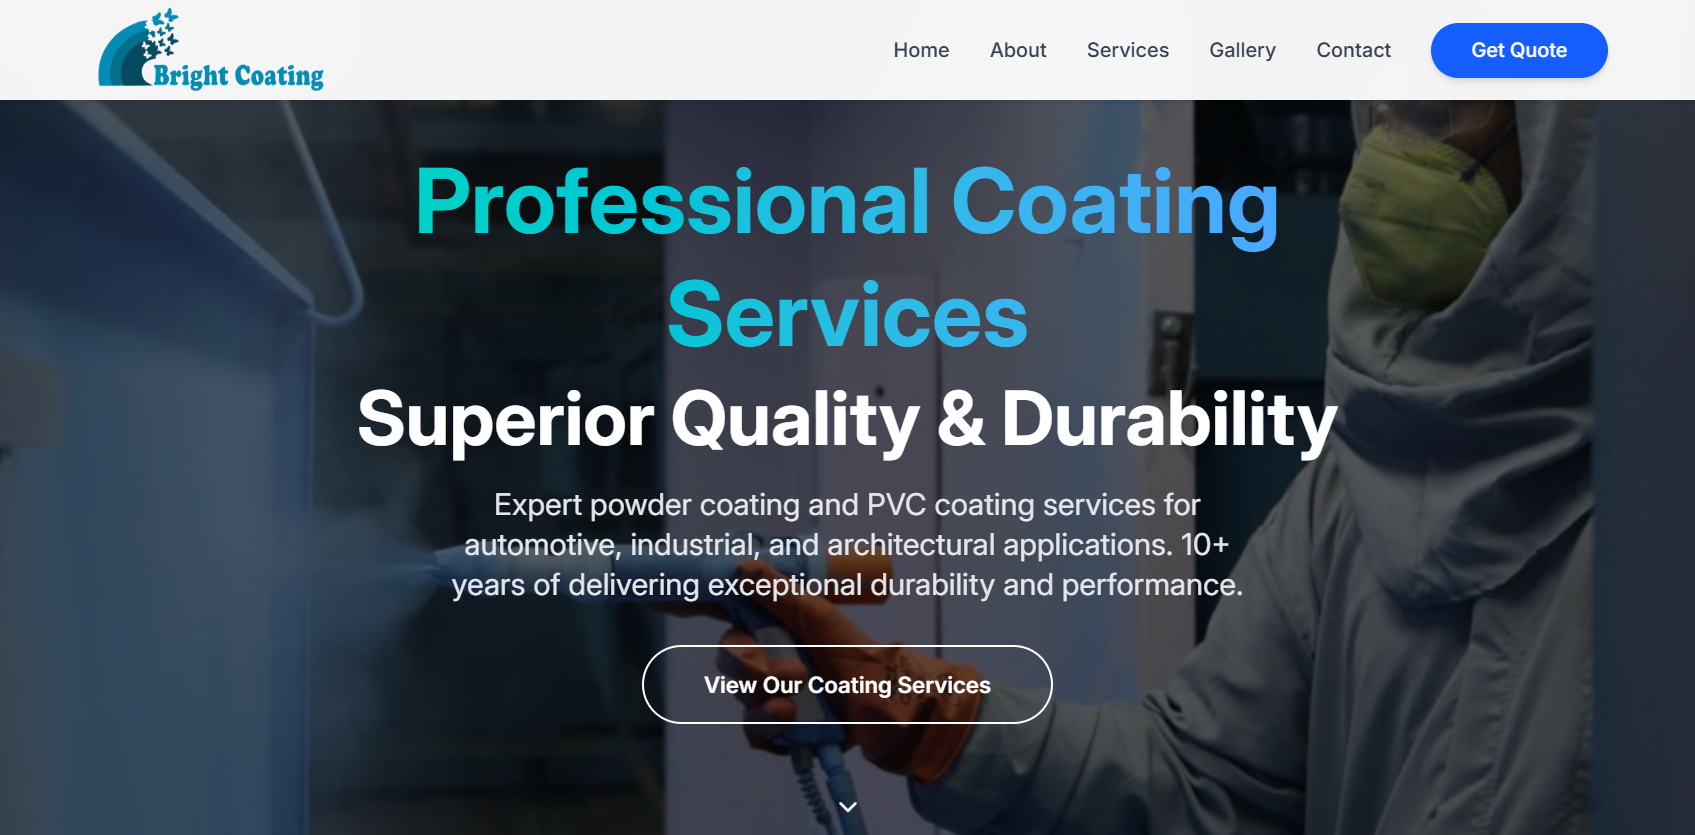 Bright Coating
Home
About
Services
Gallery
Contact
Get Quote
Professional Coating
Services
Superior Quality & Durability
Expert powder coating and PVC coating services for
automotive, industrial, and architectural applications. 10+
years of delivering exceptional durability and performance.
View Our Coating Services